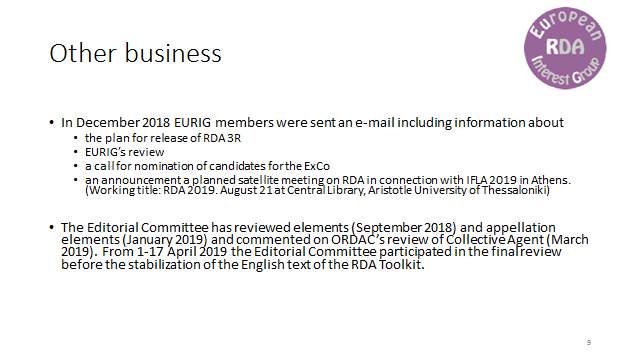 Other business
European
RDA
Interest Group
• In December 2018 EURIG members were sent an e-mail including information about
• the plan for release of RDA 3R
• EURIG's review
• a call for nomination of candidates for the ExCo
• an announcement a planned satellite meeting on RDA in connection with IFLA 2019 in Athens.
(Working title: RDA 2019. August 21 at Central Library, Aristotle University of Thessaloniki)
• The Editorial Committee has reviewed elements (September 2018) and appellation
elements (January 2019) and commented on ORDAC's review of Collective Agent (March
2019). From 1-17 April 2019 the Editorial Committee participated in the final review
before the stabilization of the English text of the RDA Toolkit.
9